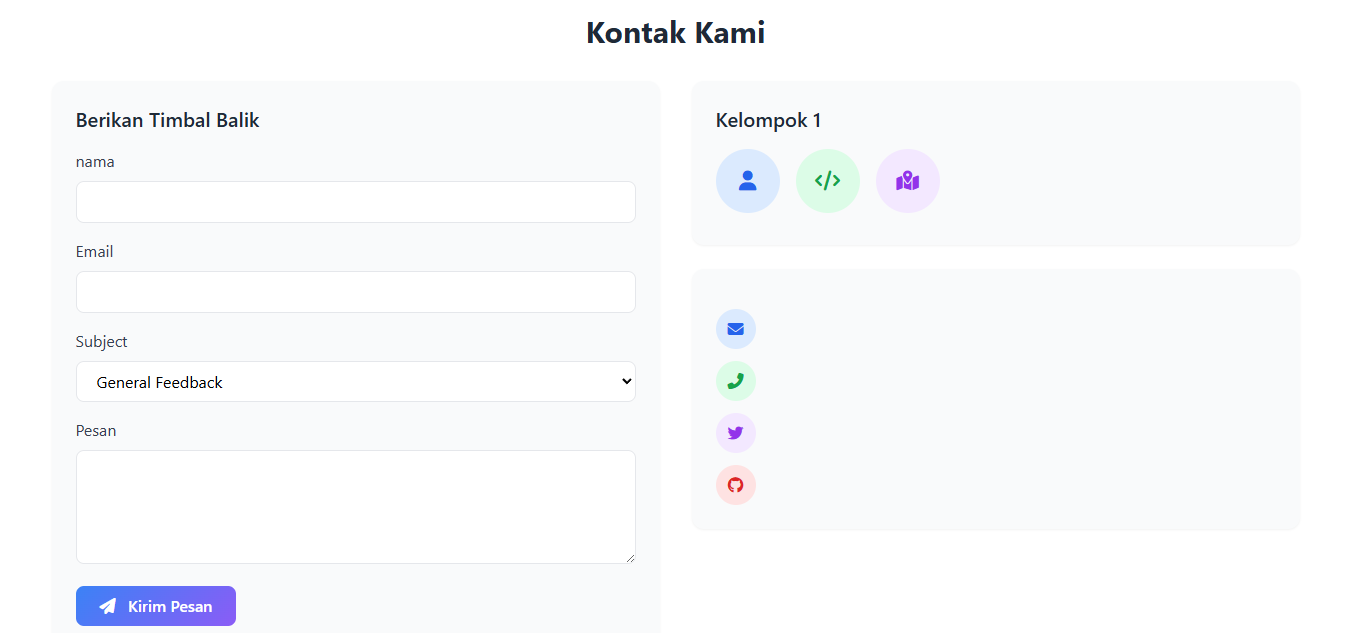 Kontak Kami
Berikan Timbal Balik
nama
Email
Subject
General Feedback
Pesan
Kirim Pesan
Kelompok 1